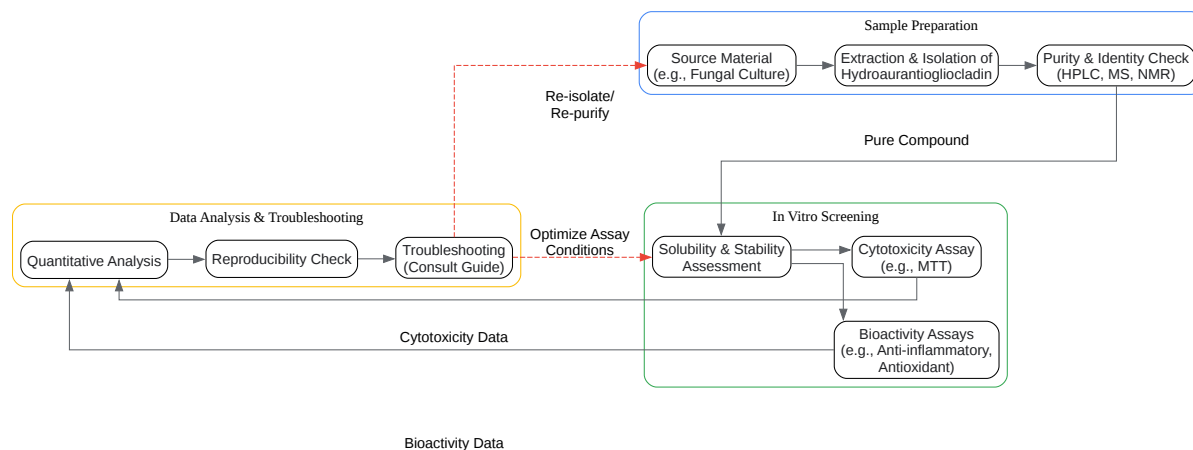 Sample Preparation
Source Material
(e.g., Fungal Culture)
Extraction & Isolation of
Hydroaurantiogliocladin
Purity & Identity Check
(HPLC, MS, NMR)
Re-isolate/
Re-purify
Pure Compound
Data Analysis & Troubleshooting
Quantitative Analysis
Reproducibility Check
Troubleshooting
(Consult Guide)
Optimize Assay
Conditions
In Vitro Screening
Solubility & Stability
Assessment
Cytotoxicity Assay
(e.g., MTT)
Cytotoxicity Data
Bioactivity Assays
(e.g., Anti-inflammatory,
Antioxidant)
Bioactivity Data